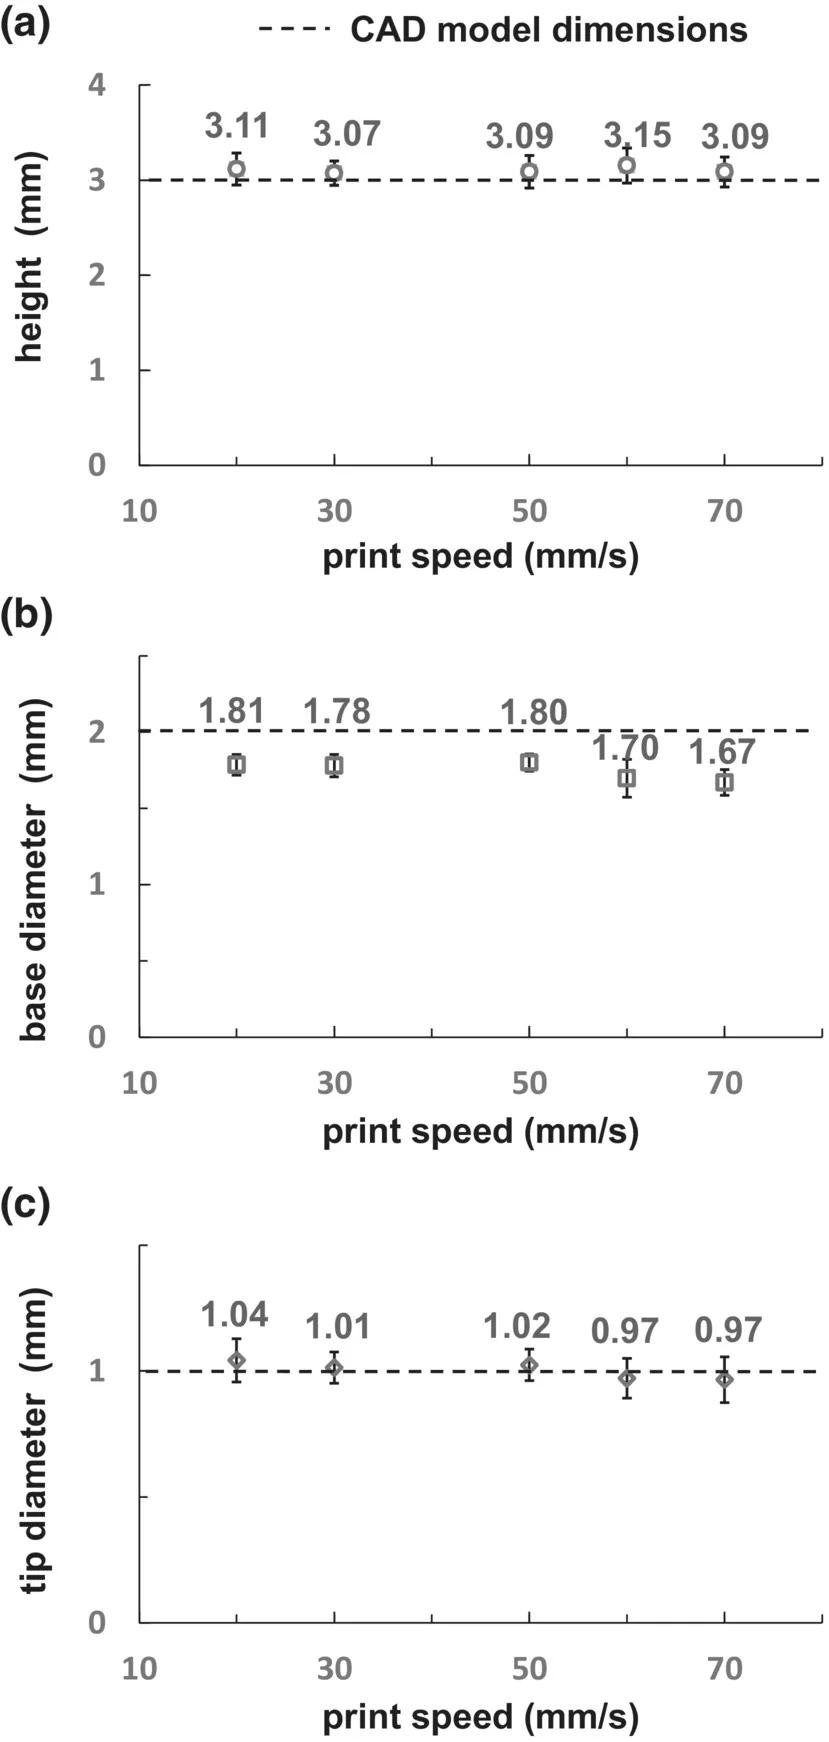 (a)
CAD model dimensions
height (mm)
4
3
2
1
0
3.11 3.07 3.09 3.15 3.09
10 30 50 70
print speed (mm/s)
(b)
base diameter (mm)
2
1
0
1.81 1.78 1.80 1.70 1.67
10 30 50 70
print speed (mm/s)
(c)
tip diameter (mm)
1
0
1.04 1.01 1.02 0.97 0.97
10 30 50 70
print speed (mm/s)